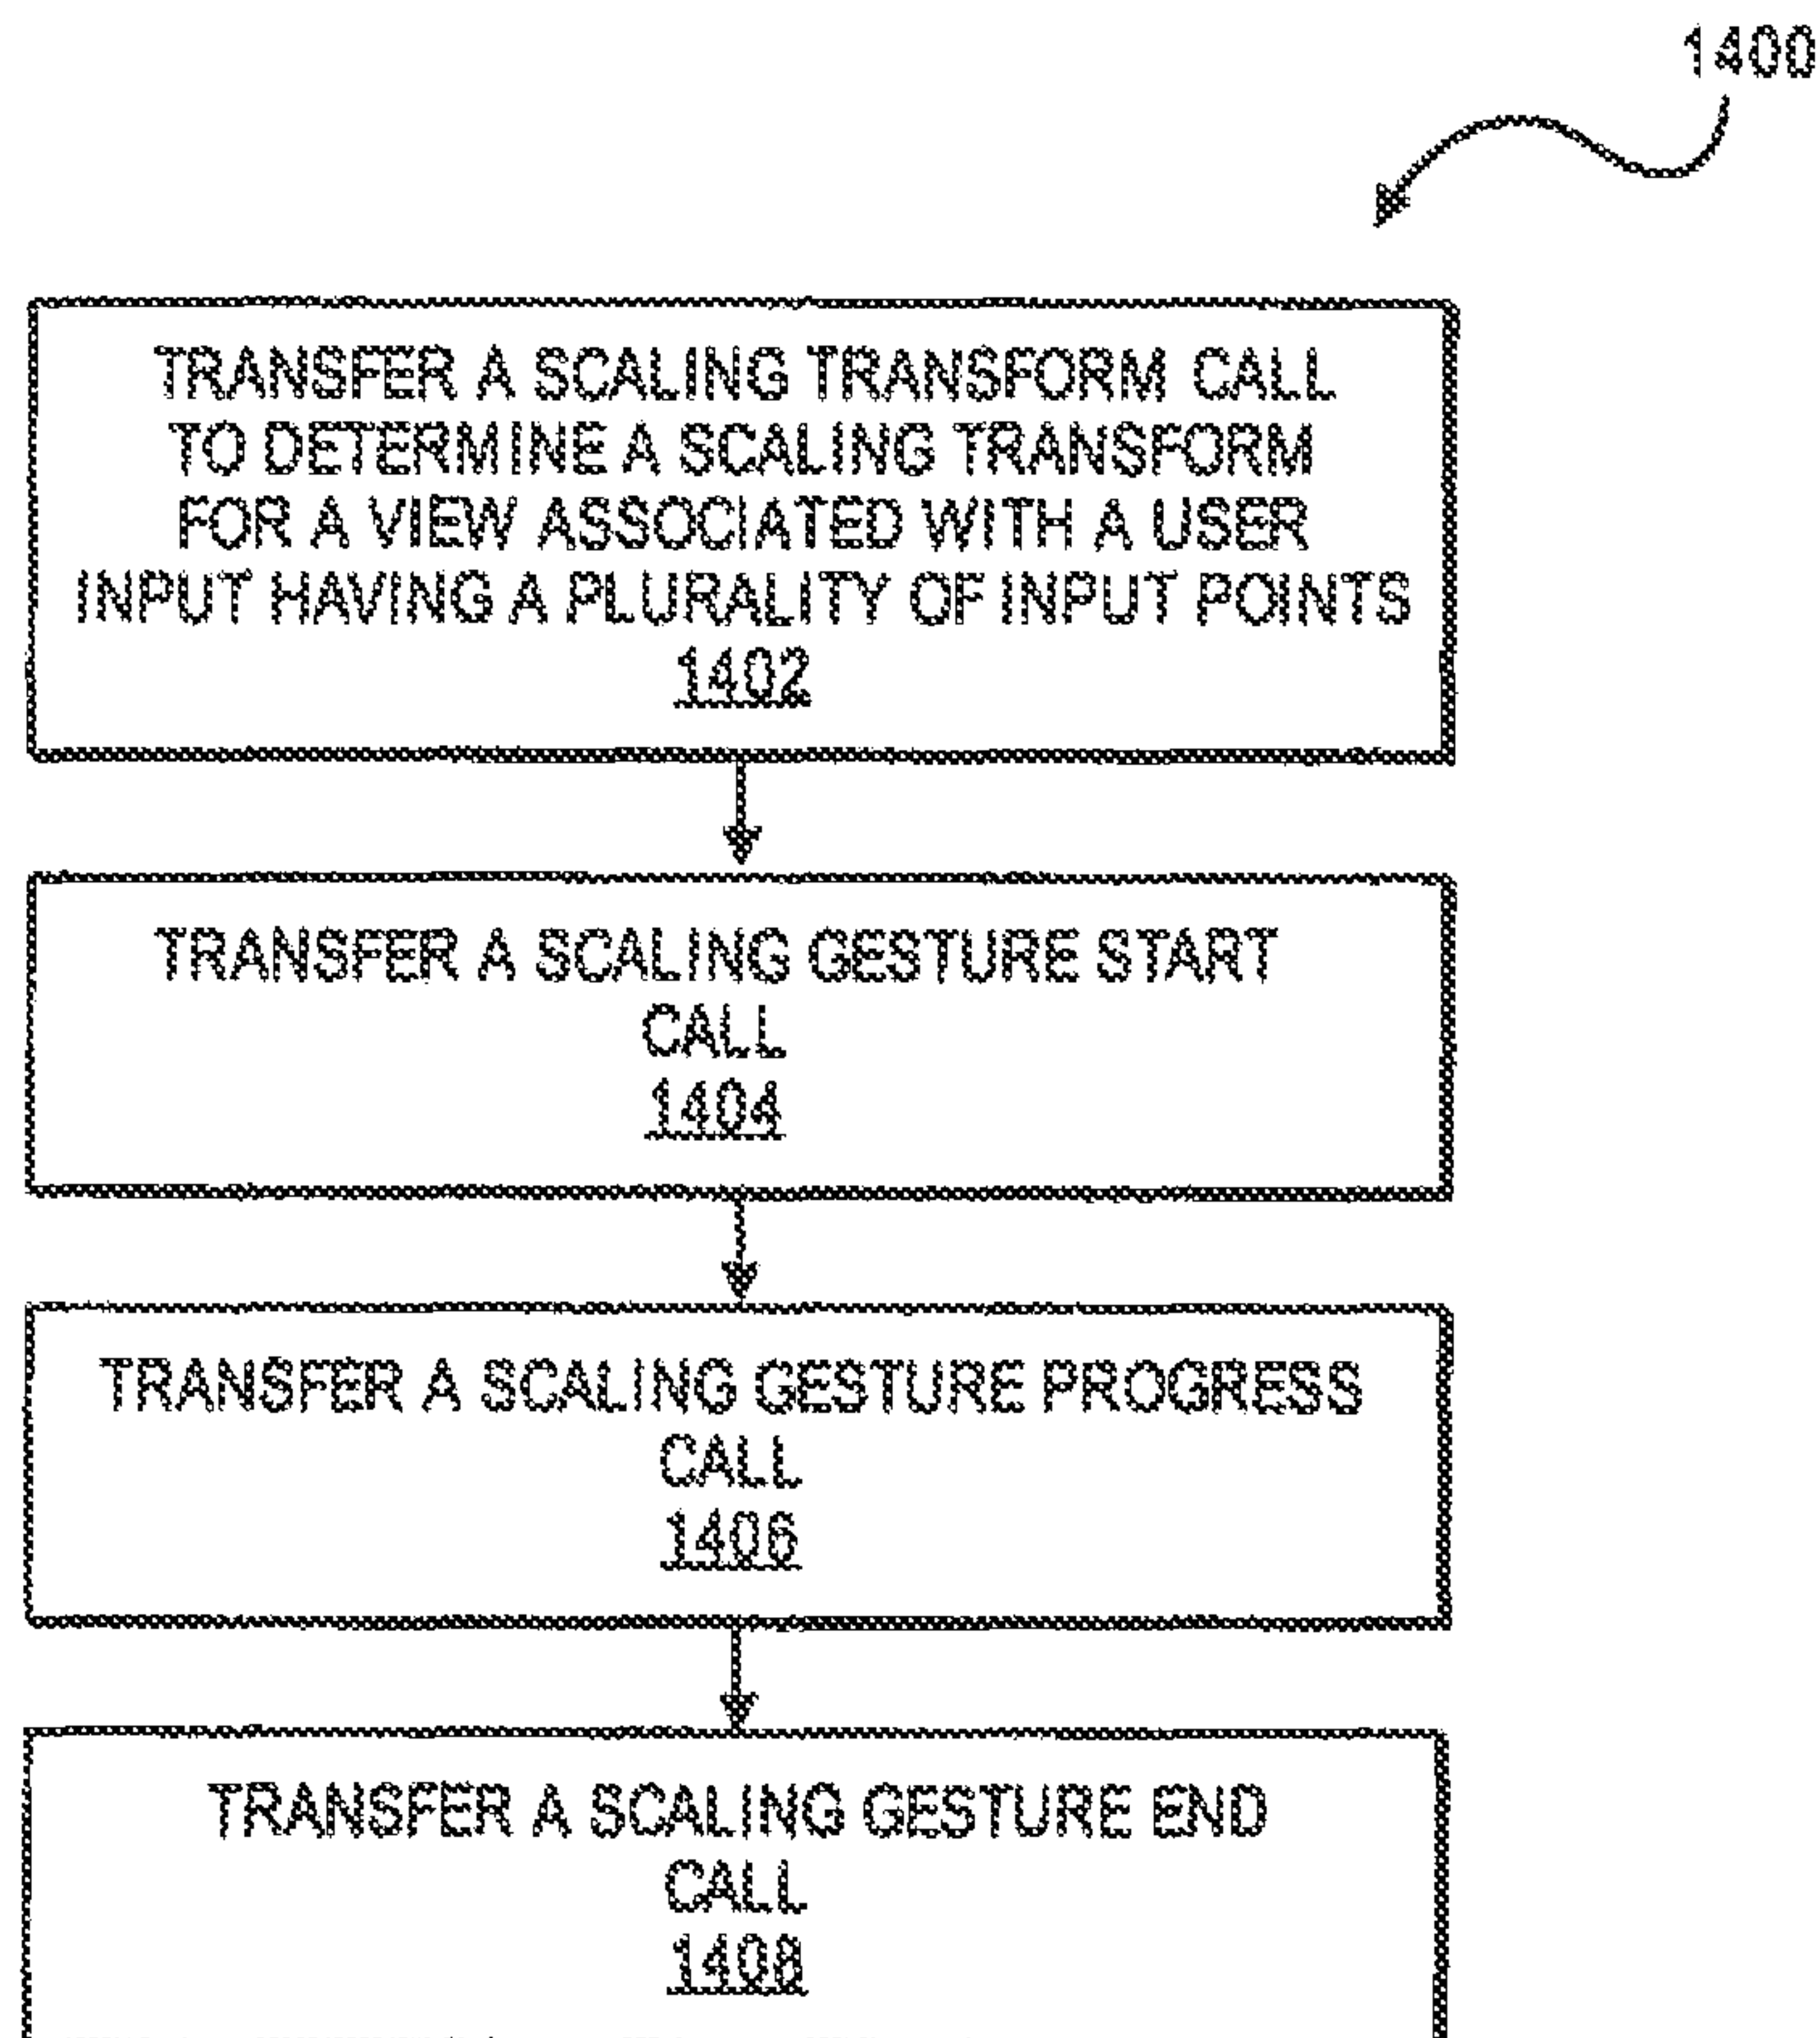 1400
TRANSFER A SCALING TRANSFORM CALL
TO DETERMINE A SCALING TRANSFORM
FOR A VIEW ASSOCIATED WITH A USER
INPUT HAVING A PLURALITY OF INPUT POINTS
1402
TRANSFER A SCALING GESTURE START
CALL
1404
TRANSFER A SCALING GESTURE PROGRESS
CALL
1406
TRANSFER A SCALING GESTURE END
CALL
1408